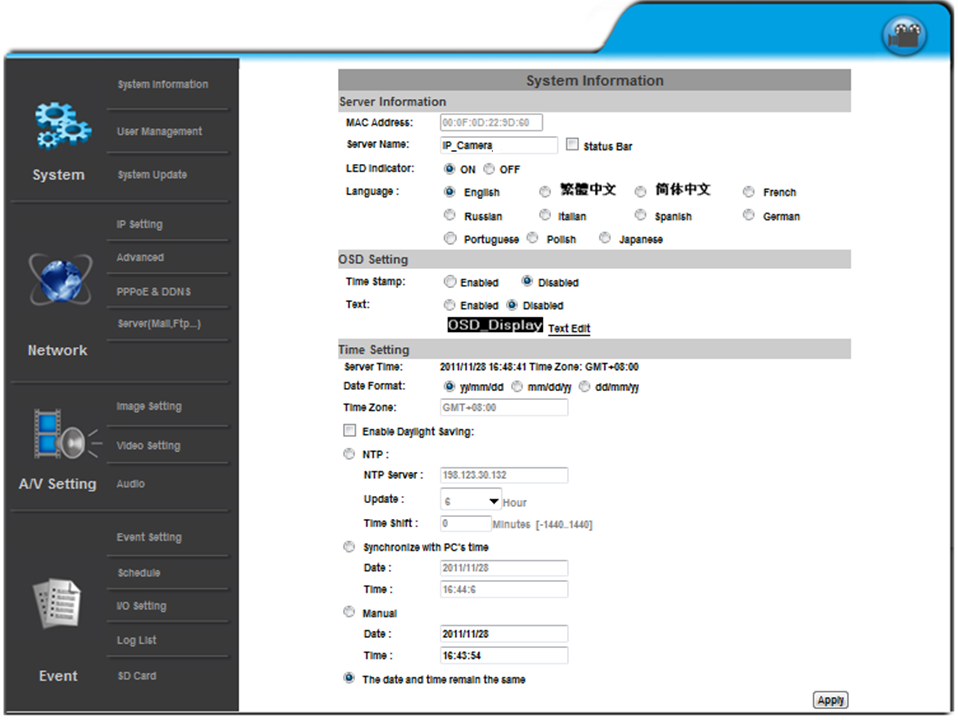 System Information
User Management
System
System Update
IP Setting
Advanced
PPPoE & DDNS
Server(Mail,Ftp...)
Network
Image Setting
Video Setting
A/V Setting
Audio
Event Setting
Schedule
I/O Setting
Log List
Event
SD Card
System Information
Server Information
MAC Address: 00:0F:0D:22:9D:60
Server Name: IP_Camera Status Bar
LED Indicator: ON OFF
Language : English 繁體中文 简体中文 French
Russian Italian Spanish German
Portuguese Polish Japanese
OSD Setting
Time Stamp: Enabled Disabled
Text: Enabled Disabled
OSD_Display Text Edit
Time Setting
Server Time: 2011/11/28 16:48:41 Time Zone: GMT+08:00
Date Format: yy/mm/dd mm/dd/yy dd/mm/yy
Time Zone: GMT+08:00
Enable Daylight Saving:
NTP :
NTP Server : 198.123.30.132
Update : 6 Hour
Time Shift : 0 Minutes [-1440..1440]
Synchronize with PC's time
Date : 2011/11/28
Time : 16:44:6
Manual
Date : 2011/11/28
Time : 16:43:54
The date and time remain the same
Apply